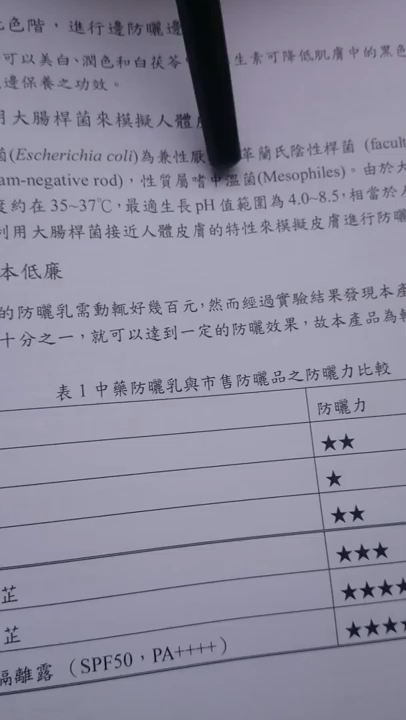 色階，進行邊防曬邊
可以美白、潤色和白茯苓 生素可降低肌膚中的黑色
邊保養之功效。
用大腸桿菌來模擬人體皮
菌(Escherichia coli)為兼性厭 革蘭氏陰性桿菌 (facult
am-negative rod)，性質屬嗜中溫菌(Mesophiles)。由於大
度約在 35~37℃，最適生長 pH 值範圍為 4.0~8.5，相當於人
利用大腸桿菌接近人體皮膚的特性來模擬皮膚進行防曬
本低廉
的防曬乳需動輒好幾百元，然而經過實驗結果發現本產
十分之一，就可以達到一定的防曬效果，故本產品為較
表 1 中藥防曬乳與市售防曬品之防曬力比較
防曬力
★★
★
★★
★★★
芷 ★★★★
芷 ★★★★
隔離露 （SPF50，PA++++）